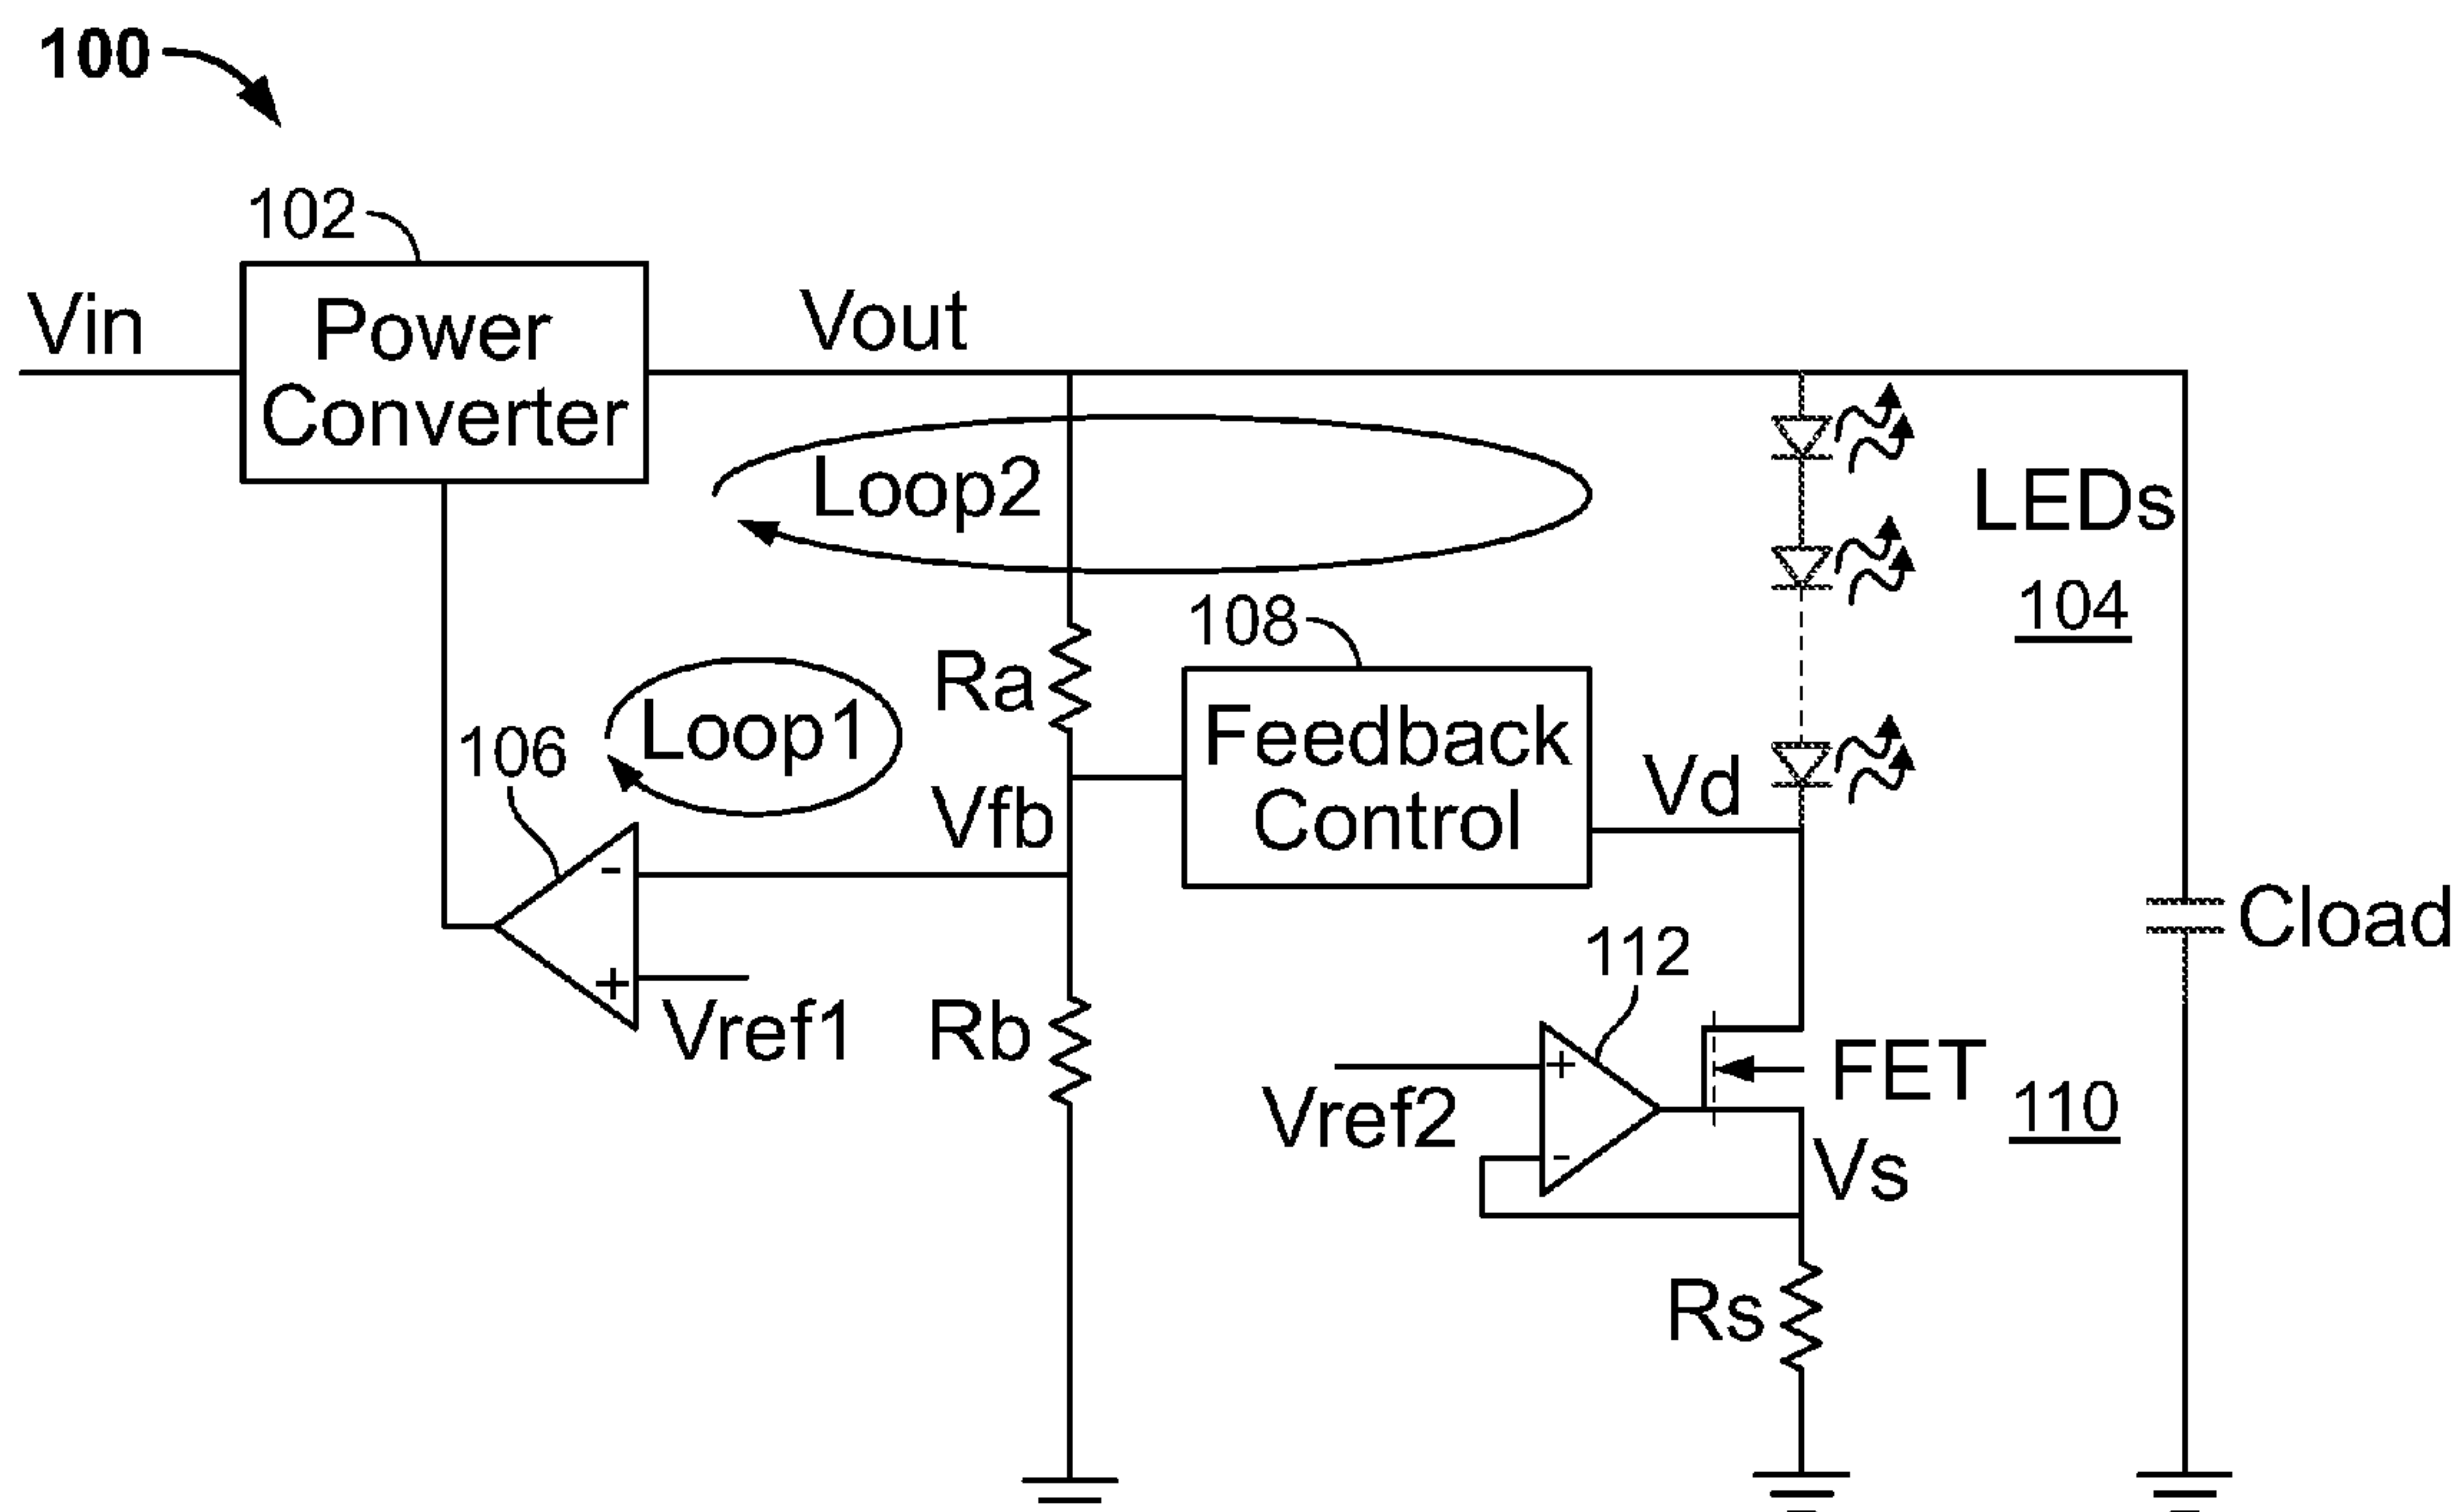 100
102
Vin
Power
Converter
Vout
Loop2
LEDs
104
108
Ra
Loop1
106
Feedback
Control
Vd
Vfb
-
+
Vref1
Rb
Cload
112
+
-
Vref2
FET
110
Vs
Rs